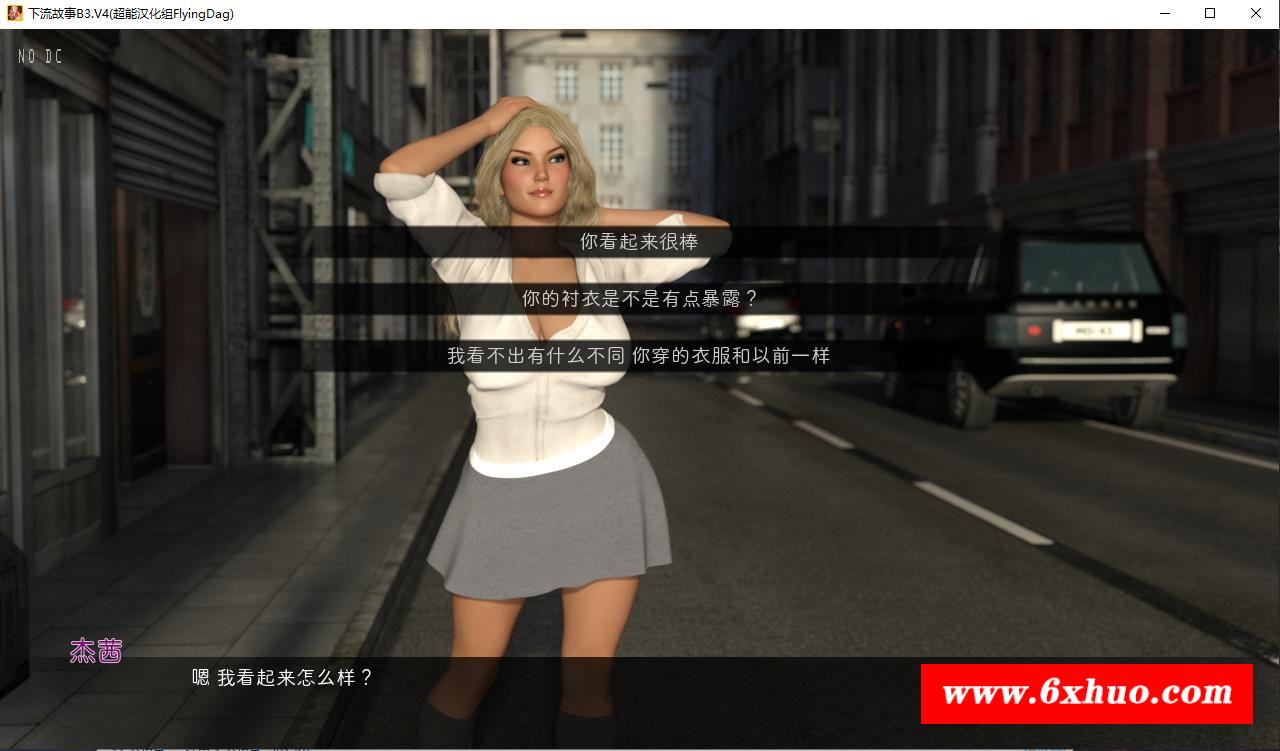 下流故事B3.V4(超能汉化组FlyingDag)
NO DC
你看起来很棒
你的衬衣是不是有点暴露？
我看不出有什么不同 你穿的衣服和以前一样
杰茜
嗯 我看起来怎么样？
www.6xhuo.com